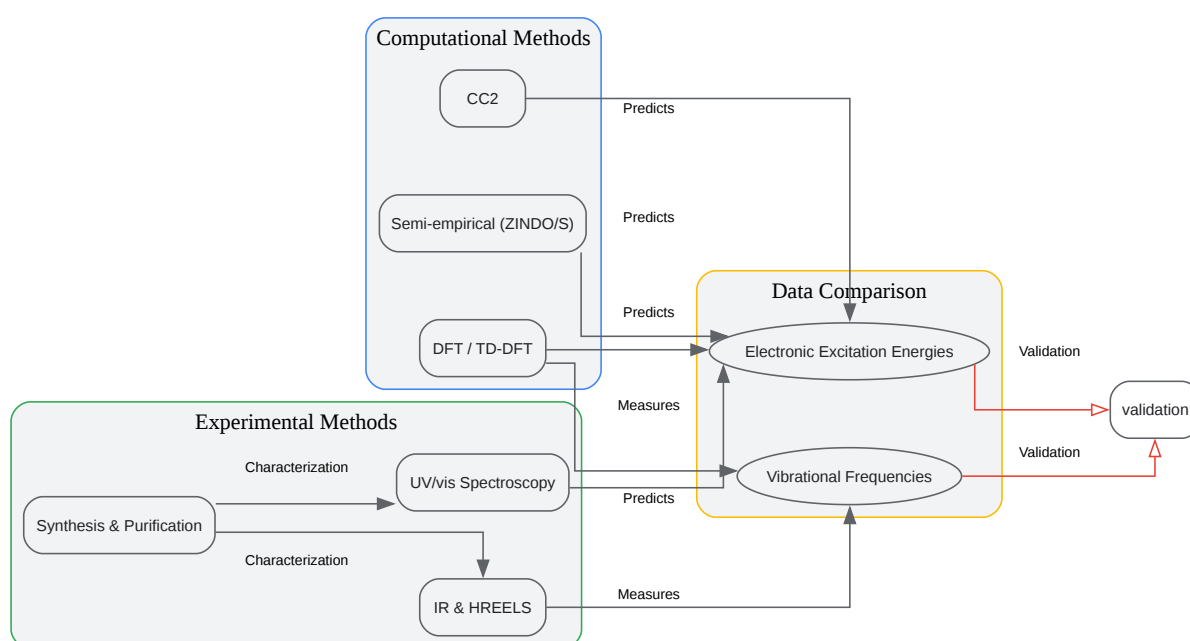 Computational Methods
CC2
Predicts
Semi-empirical (ZINDO/S)
Predicts
Data Comparison
Predicts
DFT / TD-DFT
Electronic Excitation Energies
Validation
Measures
validation
Experimental Methods
Characterization
UV/vis Spectroscopy
Vibrational Frequencies
Validation
Predicts
Synthesis & Purification
Characterization
IR & HREELS
Measures